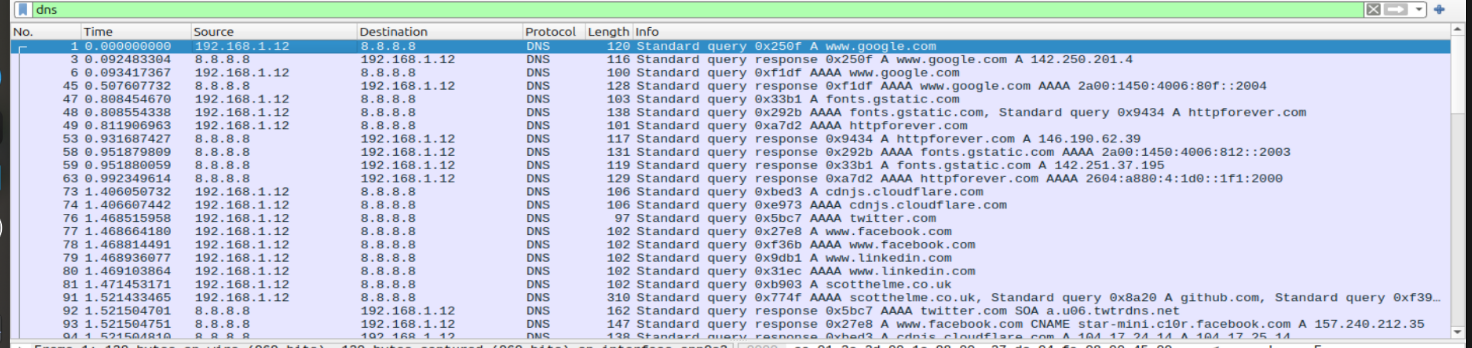 dns
No. Time Source Destination Protocol Length Info
1 0.000000000 192.168.1.12 8.8.8.8 DNS 120 Standard query 0x250f A www.google.com
3 0.092483304 8.8.8.8 192.168.1.12 DNS 116 Standard query response 0x250f A www.google.com A 142.250.201.4
6 0.093417367 192.168.1.12 8.8.8.8 DNS 100 Standard query 0xf1df AAAA www.google.com
45 0.507607732 8.8.8.8 192.168.1.12 DNS 128 Standard query response 0xf1df AAAA www.google.com AAAA 2a00:1450:4006:80f::2004
47 0.808454670 192.168.1.12 8.8.8.8 DNS 103 Standard query 0x33b1 A fonts.gstatic.com
48 0.808554338 192.168.1.12 8.8.8.8 DNS 138 Standard query 0x292b AAAA fonts.gstatic.com, Standard query 0x9434 A httpforever.com
49 0.811906963 192.168.1.12 8.8.8.8 DNS 101 Standard query 0xa7d2 AAAA httpforever.com
53 0.931687427 8.8.8.8 192.168.1.12 DNS 117 Standard query response 0x9434 A httpforever.com A 146.190.62.39
58 0.951879809 8.8.8.8 192.168.1.12 DNS 131 Standard query response 0x292b AAAA fonts.gstatic.com AAAA 2a00:1450:4006:812::2003
59 0.951880059 8.8.8.8 192.168.1.12 DNS 119 Standard query response 0x33b1 A fonts.gstatic.com A 142.251.37.195
63 0.992349614 8.8.8.8 192.168.1.12 DNS 129 Standard query response 0xa7d2 AAAA httpforever.com AAAA 2604:a880:4:1d0::1f1:2000
73 1.406050732 192.168.1.12 8.8.8.8 DNS 106 Standard query 0xbed3 A cdnjs.cloudflare.com
74 1.406607442 192.168.1.12 8.8.8.8 DNS 106 Standard query 0xe973 AAAA cdnjs.cloudflare.com
76 1.468515958 192.168.1.12 8.8.8.8 DNS 97 Standard query 0x5bc7 AAAA twitter.com
77 1.468664180 192.168.1.12 8.8.8.8 DNS 102 Standard query 0x27e8 A www.facebook.com
78 1.468814491 192.168.1.12 8.8.8.8 DNS 102 Standard query 0xf36b AAAA www.facebook.com
79 1.468936077 192.168.1.12 8.8.8.8 DNS 102 Standard query 0x9db1 A www.linkedin.com
80 1.469103864 192.168.1.12 8.8.8.8 DNS 102 Standard query 0x31ec AAAA www.linkedin.com
81 1.471453171 192.168.1.12 8.8.8.8 DNS 102 Standard query 0xb903 A scotthelme.co.uk
91 1.521433465 192.168.1.12 8.8.8.8 DNS 310 Standard query 0x774f AAAA scotthelme.co.uk, Standard query 0x8a20 A github.com, Standard query 0xf39…
92 1.521504701 8.8.8.8 192.168.1.12 DNS 162 Standard query response 0x5bc7 AAAA twitter.com SOA a.u06.twtrdns.net
93 1.521504751 8.8.8.8 192.168.1.12 DNS 147 Standard query response 0x27e8 A www.facebook.com CNAME star-mini.c10r.facebook.com A 157.240.212.35
94 1.521504810 8.8.8.8 192.168.1.12 DNS 138 Standard query response 0xbed3 A cdnjs.cloudflare.com A 104.17.24.14 A 104.17.25.14